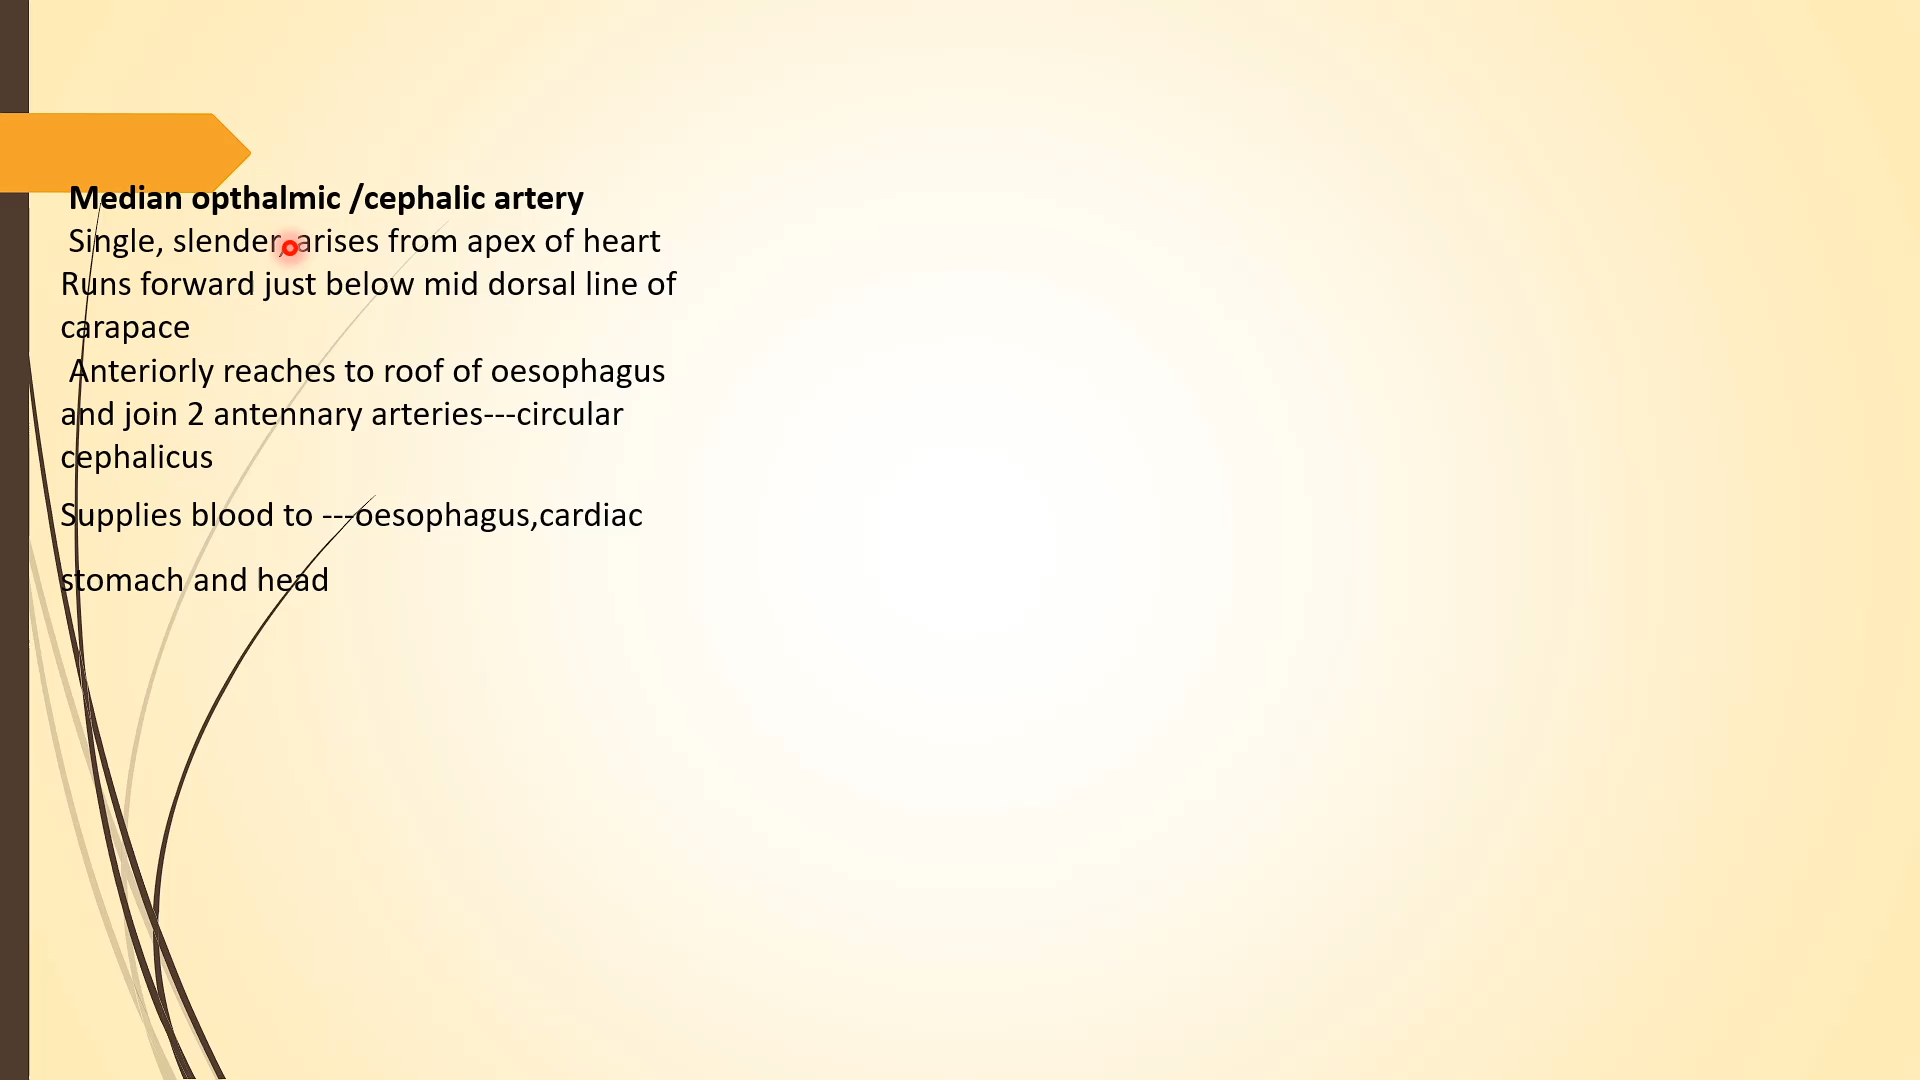 Median opthalmic /cephalic artery
Single, slender, arises from apex of heart
Runs forward just below mid dorsal line of
carapace
Anteriorly reaches to roof of oesophagus
and join 2 antennary arteries---circular
cephalicus
Supplies blood to ---oesophagus,cardiac
stomach and head